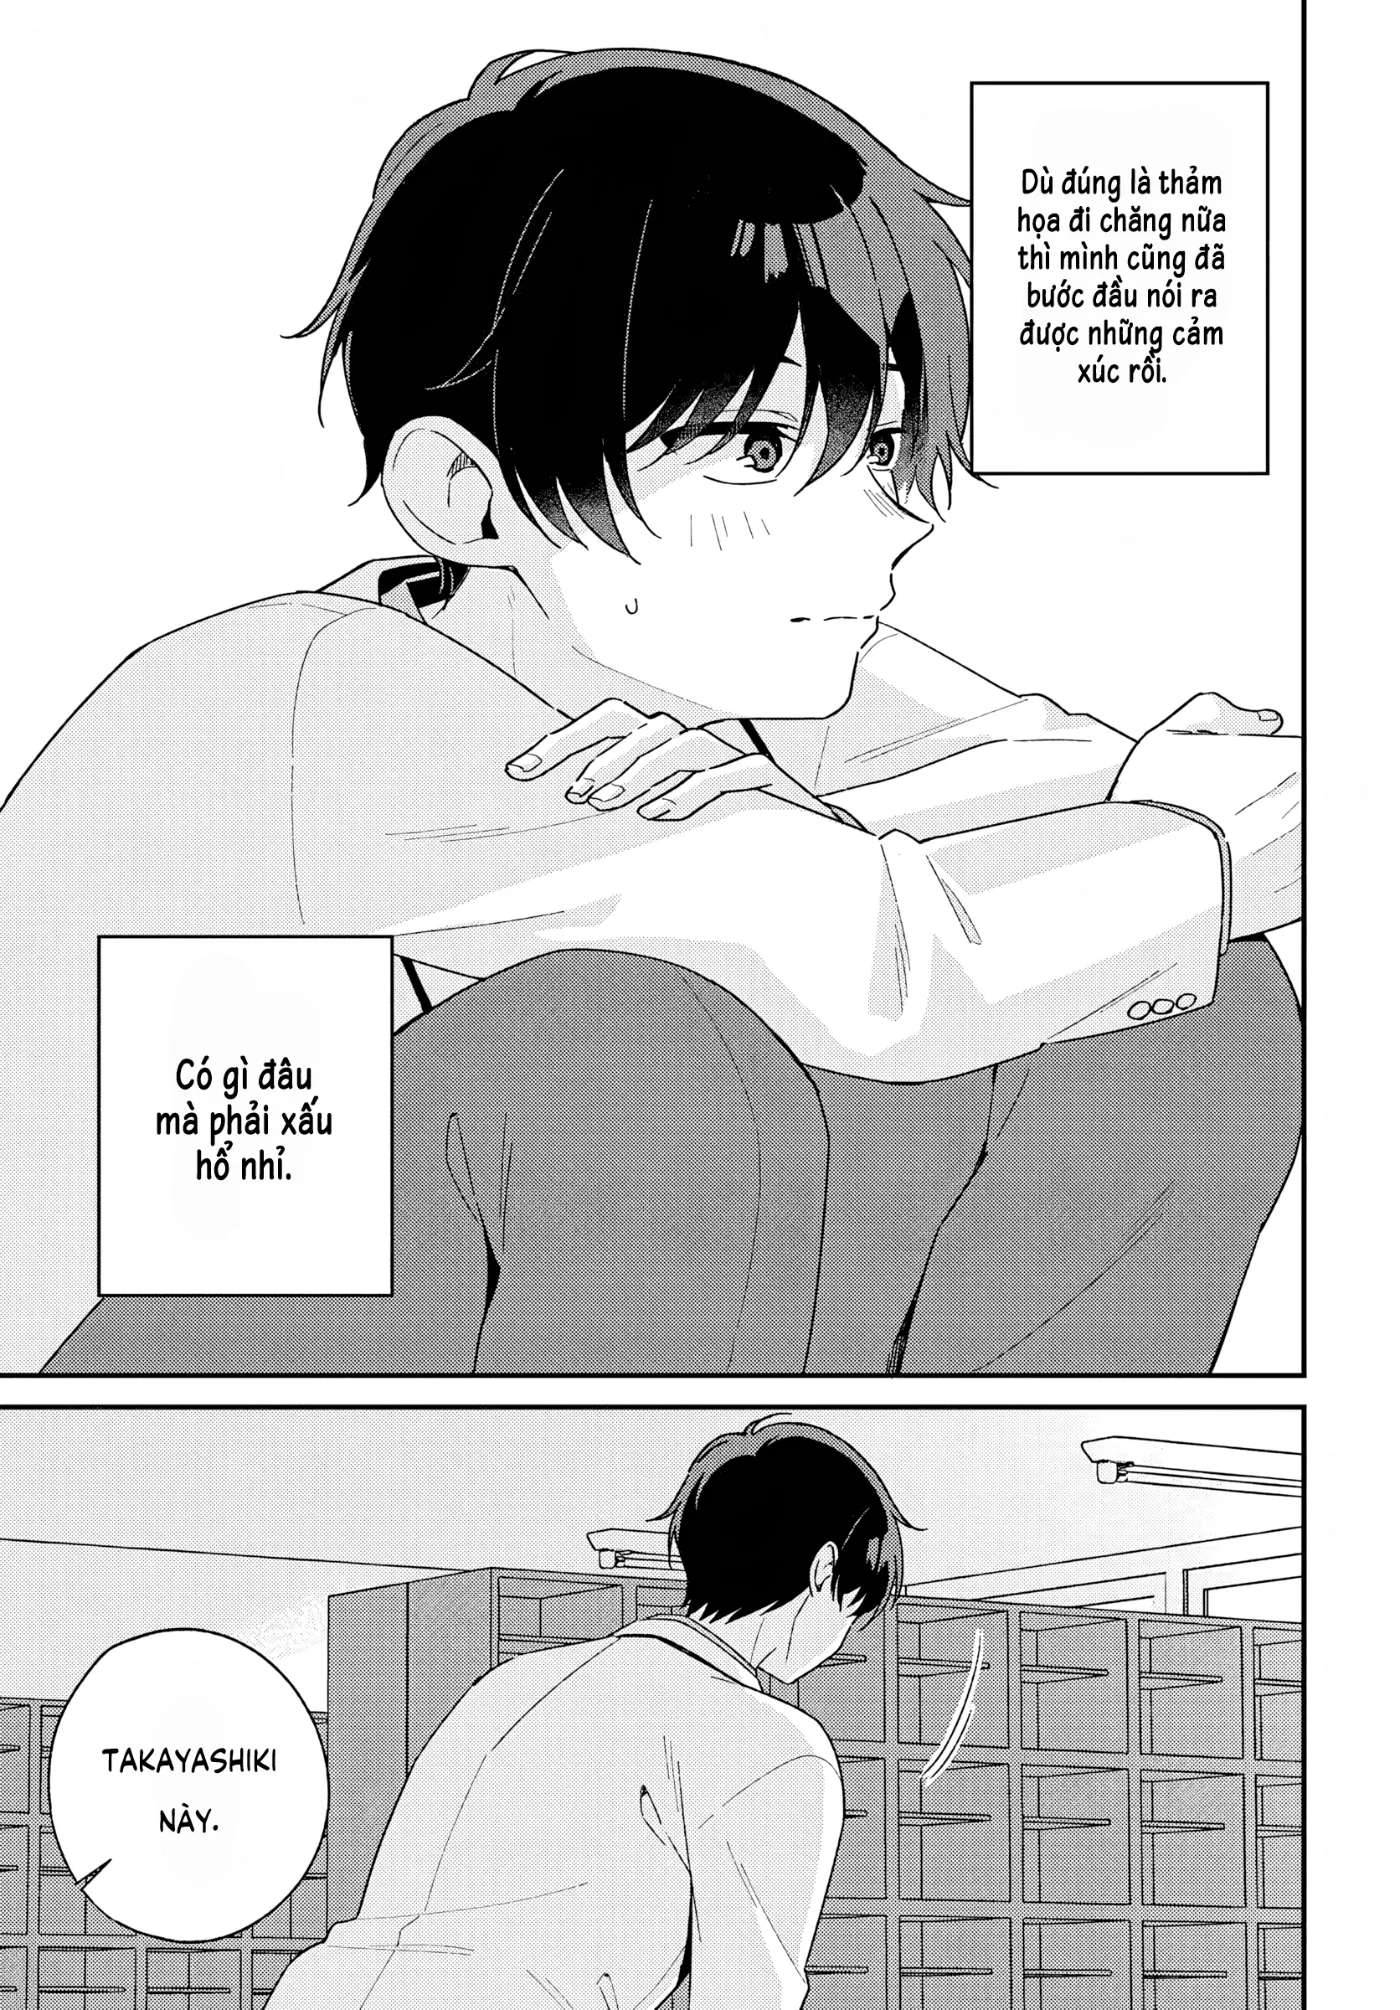 Dù đúng là thảm
họa đi chăng nữa
thì mình cũng đã
bước đầu nói ra
được những cảm
xúc rồi.
Có gì đâu
mà phải xấu
hổ nhỉ.
TAKAYASHIKI
NÀY.